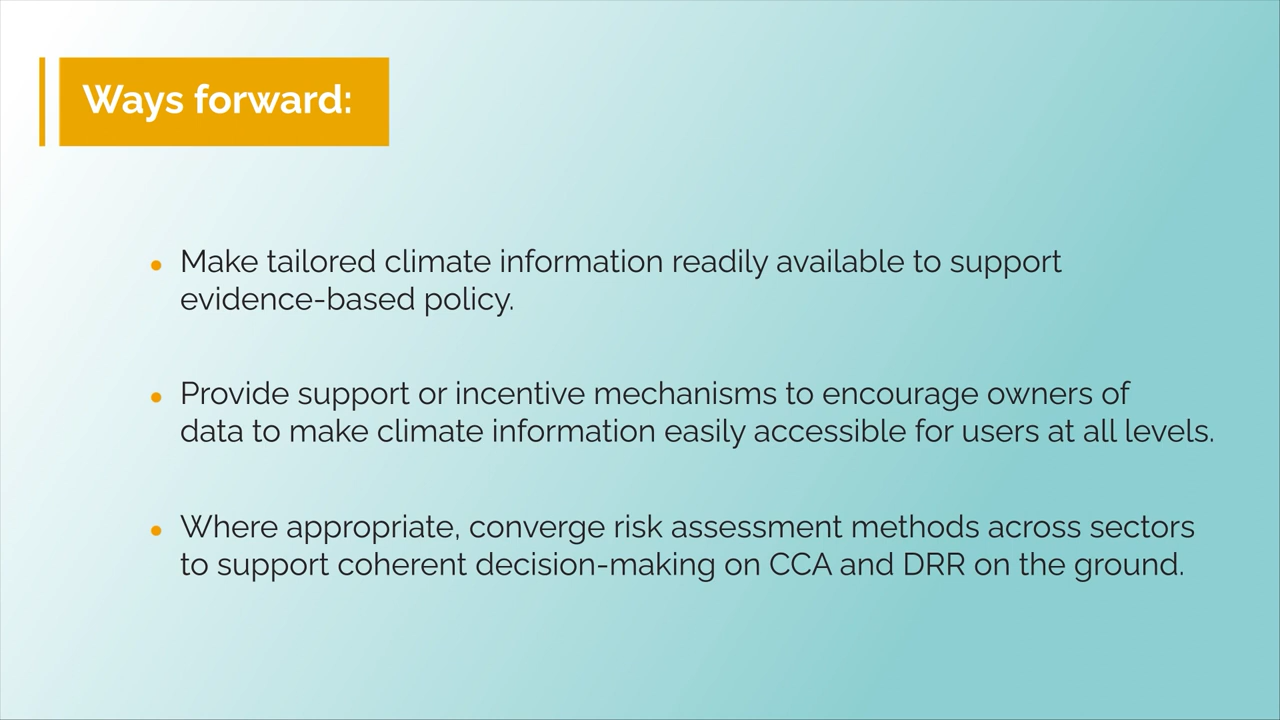 Ways forward:
• Make tailored climate information readily available to support
evidence-based policy.
• Provide support or incentive mechanisms to encourage owners of
data to make climate information easily accessible for users at all levels.
• Where appropriate, converge risk assessment methods across sectors
to support coherent decision-making on CCA and DRR on the ground.